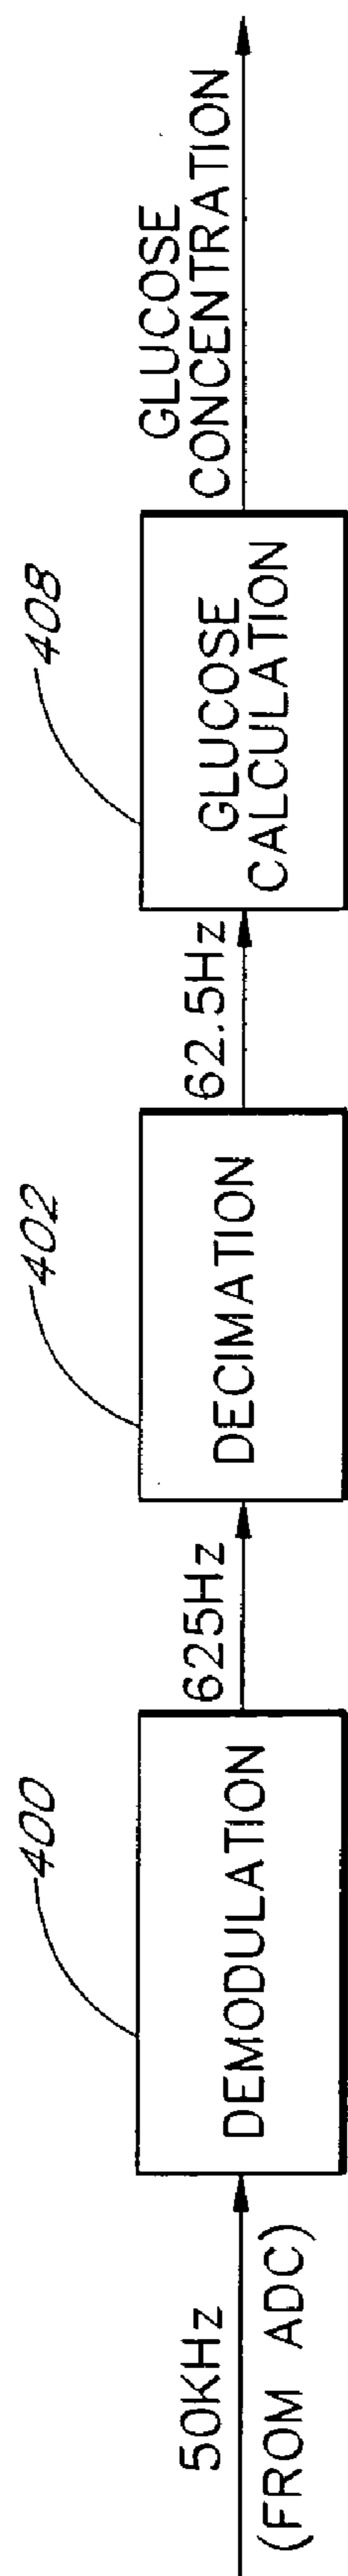 50KHz
(FROM ADC)
400
DEMODULATION
625Hz
402
DECIMATION
62.5Hz
408
GLUCOSE
CALCULATION
GLUCOSE
CONCENTRATION